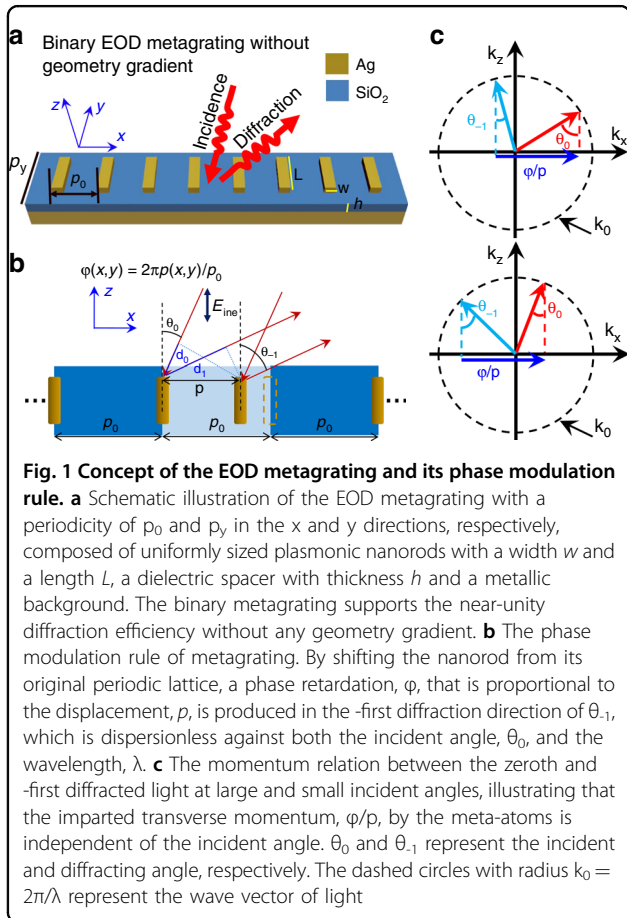 a
Binary EOD metagrating without
geometry gradient
Ag
SiO₂
z
y
x
Incidence
Diffraction
p_y
p₀
L
w
h
b
φ(x,y) = 2πp(x,y)/p₀
z
x
θ₀
E_ine
θ₋₁
d₀
d₁
p
...
...
p₀
p₀
p₀
c
k_z
k_x
θ₋₁
θ₀
φ/p
k₀
k_z
k_x
θ₋₁
θ₀
φ/p
k₀
Fig. 1 Concept of the EOD metagrating and its phase modulation
rule. a Schematic illustration of the EOD metagrating with a
periodicity of p₀ and p_y in the x and y directions, respectively,
composed of uniformly sized plasmonic nanorods with a width w and
a length L, a dielectric spacer with thickness h and a metallic
background. The binary metagrating supports the near-unity
diffraction efficiency without any geometry gradient. b The phase
modulation rule of metagrating. By shifting the nanorod from its
original periodic lattice, a phase retardation, φ, that is proportional to
the displacement, p, is produced in the -first diffraction direction of θ₋₁,
which is dispersionless against both the incident angle, θ₀, and the
wavelength, λ. c The momentum relation between the zeroth and
-first diffracted light at large and small incident angles, illustrating that
the imparted transverse momentum, φ/p, by the meta-atoms is
independent of the incident angle. θ₀ and θ₋₁ represent the incident
and diffracting angle, respectively. The dashed circles with radius k₀ =
2π/λ represent the wave vector of light